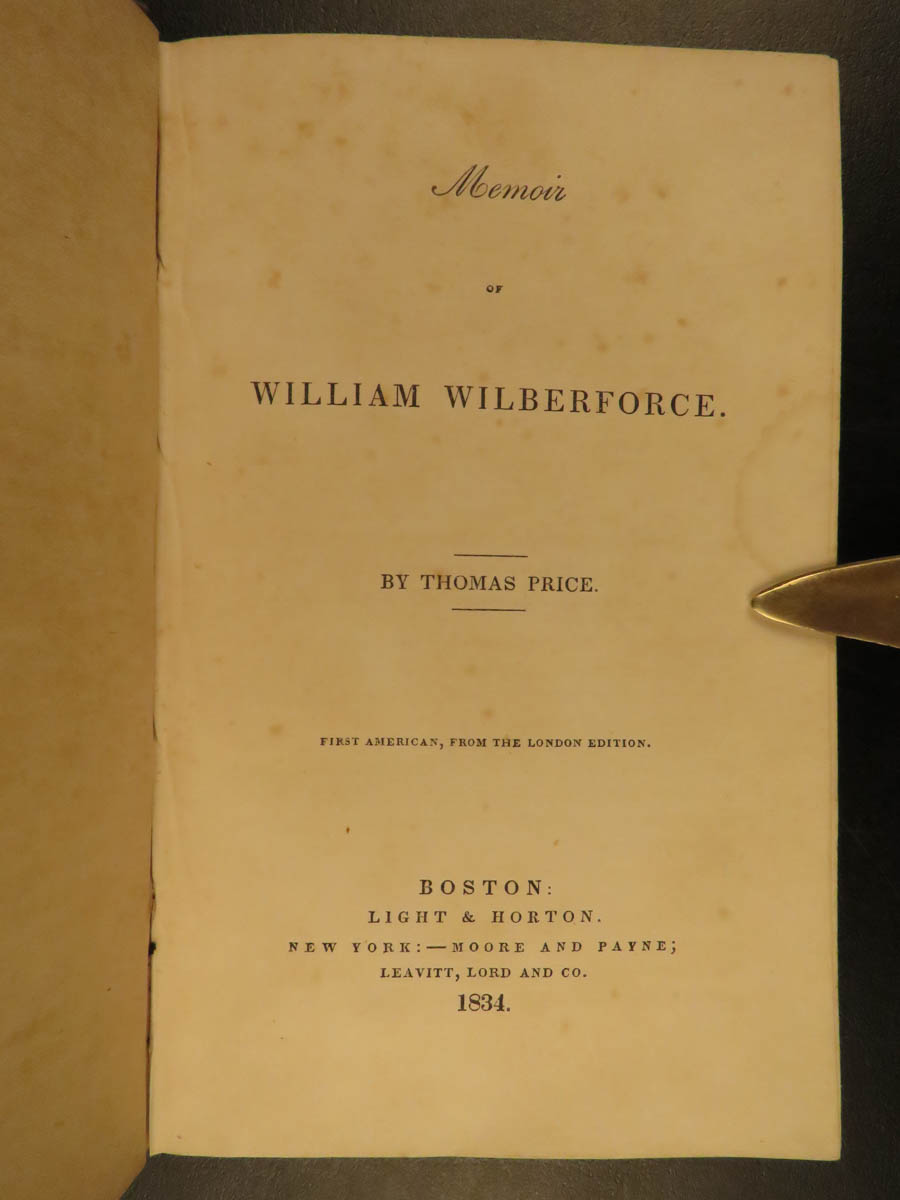 Memoir
OF
WILLIAM WILBERFORCE.
BY THOMAS PRICE.
FIRST AMERICAN, FROM THE LONDON EDITION.
BOSTON:
LIGHT & HORTON.
NEW YORK:—MOORE AND PAYNE;
LEAVITT, LORD AND CO.
1834.